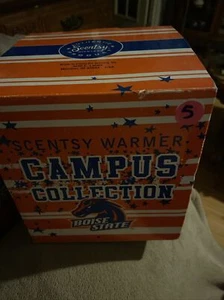 Scentsy
5
SCENTSY WARMER
CAMPUS
COLLECTION
BOISE STATE